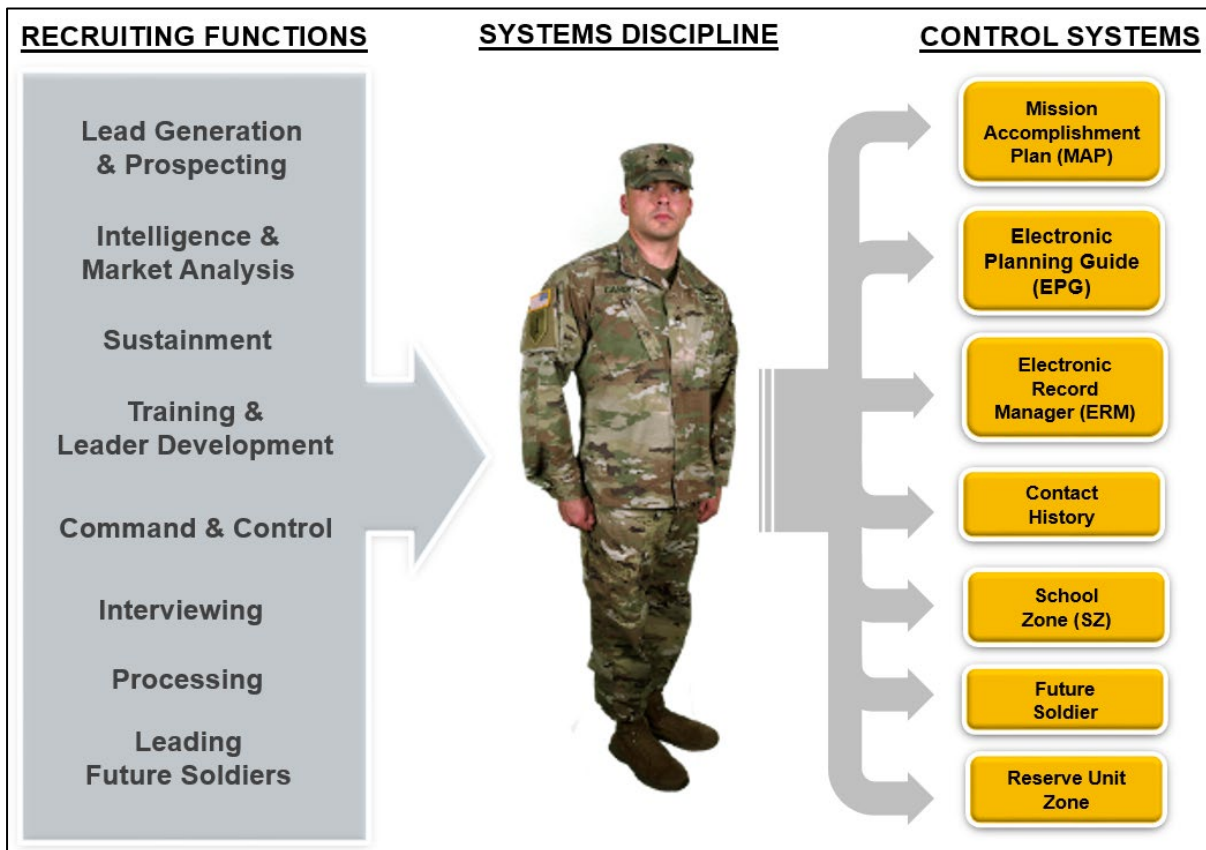 RECRUITING FUNCTIONS
Lead Generation
& Prospecting
Intelligence &
Market Analysis
Sustainment
Training &
Leader Development
Command & Control
Interviewing
Processing
Leading
Future Soldiers
SYSTEMS DISCIPLINE
CONTROL SYSTEMS
Mission
Accomplishment
Plan (MAP)
Electronic
Planning Guide
(EPG)
Electronic
Record
Manager (ERM)
Contact
History
School
Zone (SZ)
Future
Soldier
Reserve Unit
Zone